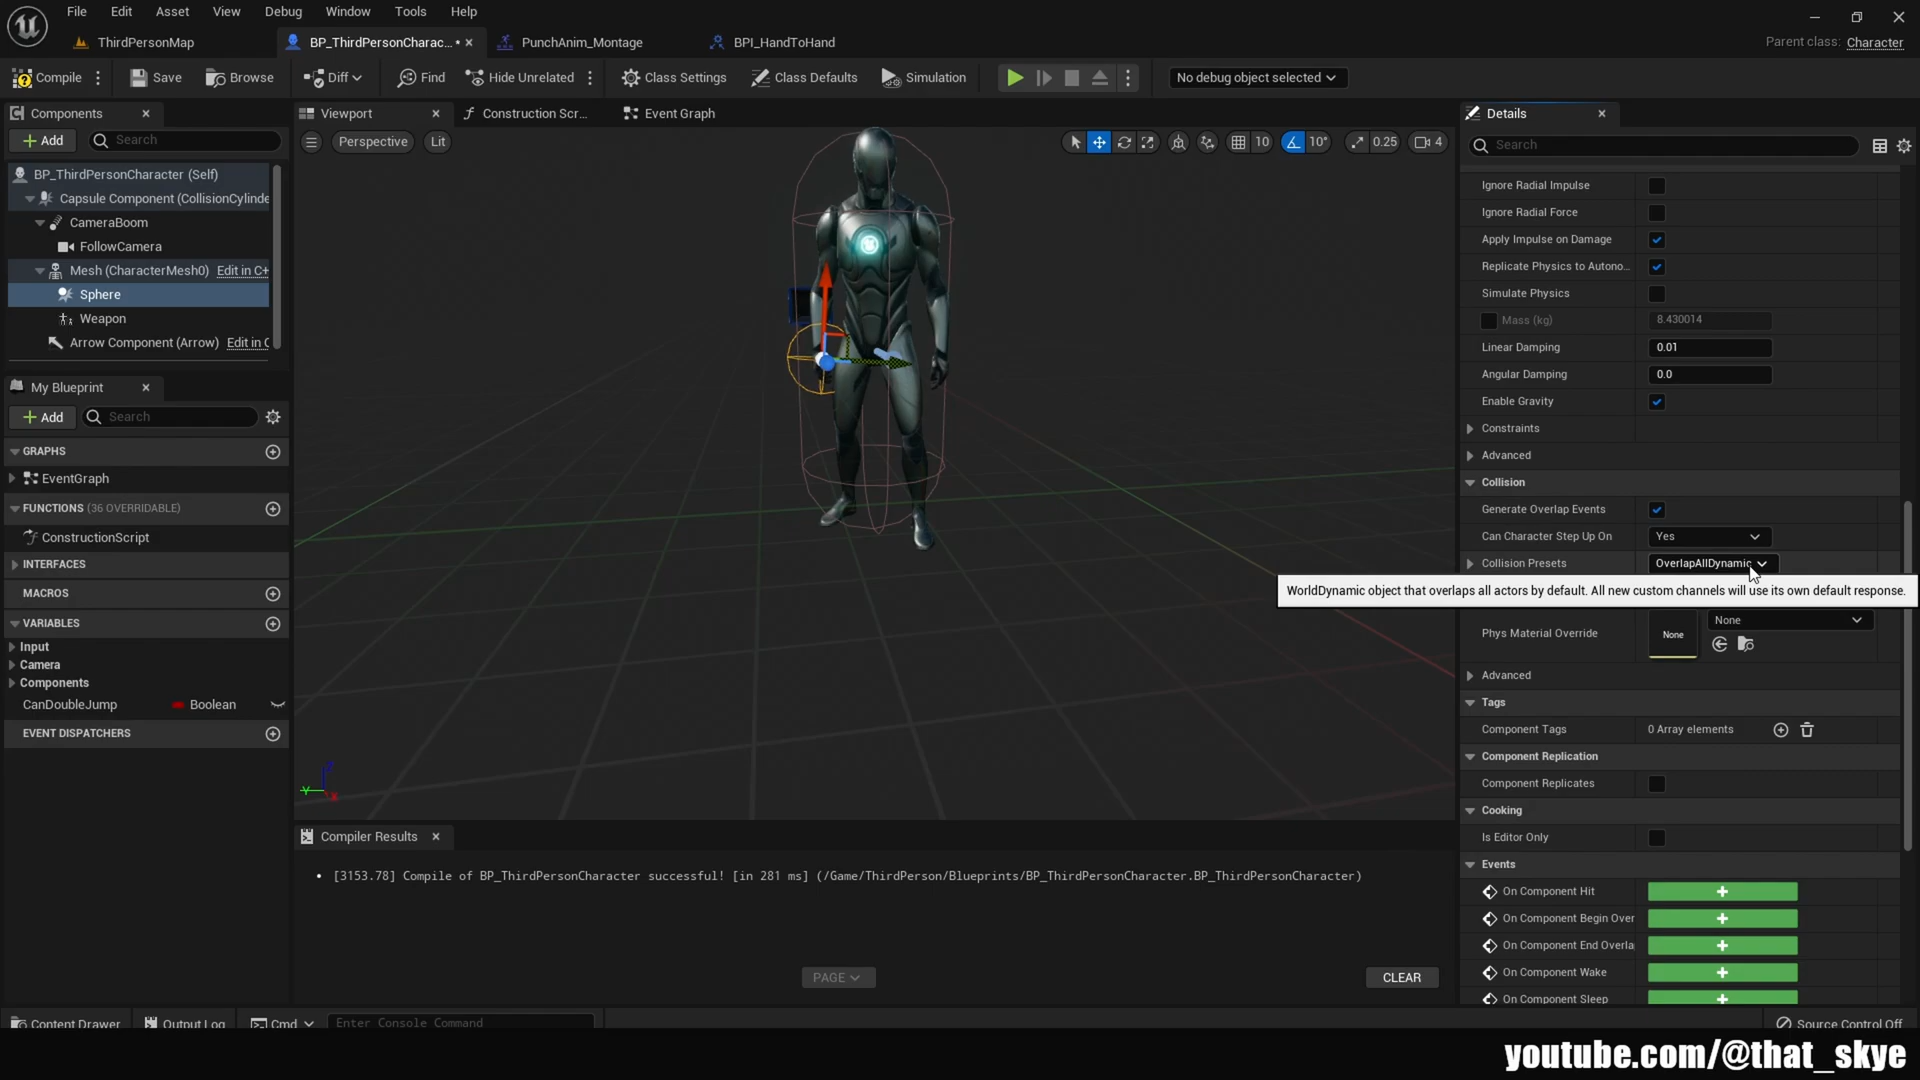 File Edit Asset View Debug Window Tools Help
ThirdPersonMap BP_ThirdPersonCharac... • PunchAnim_Montage BPI_HandToHand Parent class: Character
Compile Save Browse Diff Find Hide Unrelated Class Settings Class Defaults Simulation No debug object selected
Components Viewport Construction Scr... Event Graph Details
Add Search Perspective Lit 10 10° 0.25 4 Search
BP_ThirdPersonCharacter (Self)
Capsule Component (CollisionCylinde
CameraBoom
FollowCamera
Mesh (CharacterMesh0) Edit in C+
Sphere
Weapon
Arrow Component (Arrow) Edit in C
My Blueprint
Add Search
GRAPHS
EventGraph
FUNCTIONS (36 OVERRIDABLE)
ConstructionScript
INTERFACES
MACROS
VARIABLES
Input
Camera
Components
CanDoubleJump Boolean
EVENT DISPATCHERS
Z
Y
X
Ignore Radial Impulse
Ignore Radial Force
Apply Impulse on Damage
Replicate Physics to Autono...
Simulate Physics
Mass (kg) 8.430014
Linear Damping 0.01
Angular Damping 0.0
Enable Gravity
Constraints
Advanced
Collision
Generate Overlap Events
Can Character Step Up On Yes
Collision Presets OverlapAllDynamic
WorldDynamic object that overlaps all actors by default. All new custom channels will use its own default response.
Phys Material Override None None
Advanced
Tags
Component Tags 0 Array elements
Component Replication
Component Replicates
Cooking
Is Editor Only
Events
On Component Hit
On Component Begin Over
On Component End Overla
On Component Wake
On Component Sleep
Compiler Results
• [3153.78] Compile of BP_ThirdPersonCharacter successful! [in 281 ms] (/Game/ThirdPerson/Blueprints/BP_ThirdPersonCharacter.BP_ThirdPersonCharacter)
PAGE CLEAR
Content Drawer Output Log Cmd Enter Console Command Source Control Off
youtube.com/@that_skye